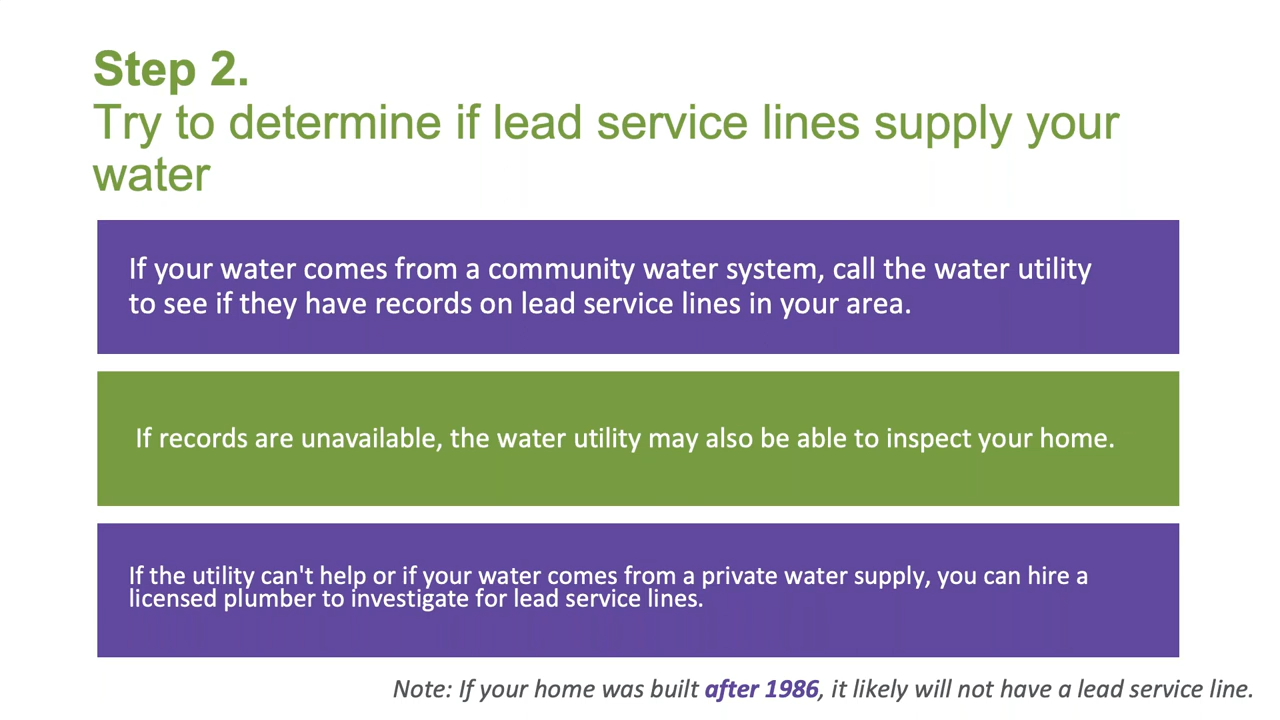 Step 2.
Try to determine if lead service lines supply your
water
If your water comes from a community water system, call the water utility
to see if they have records on lead service lines in your area.
If records are unavailable, the water utility may also be able to inspect your home.
If the utility can't help or if your water comes from a private water supply, you can hire a
licensed plumber to investigate for lead service lines.
Note: If your home was built after 1986, it likely will not have a lead service line.